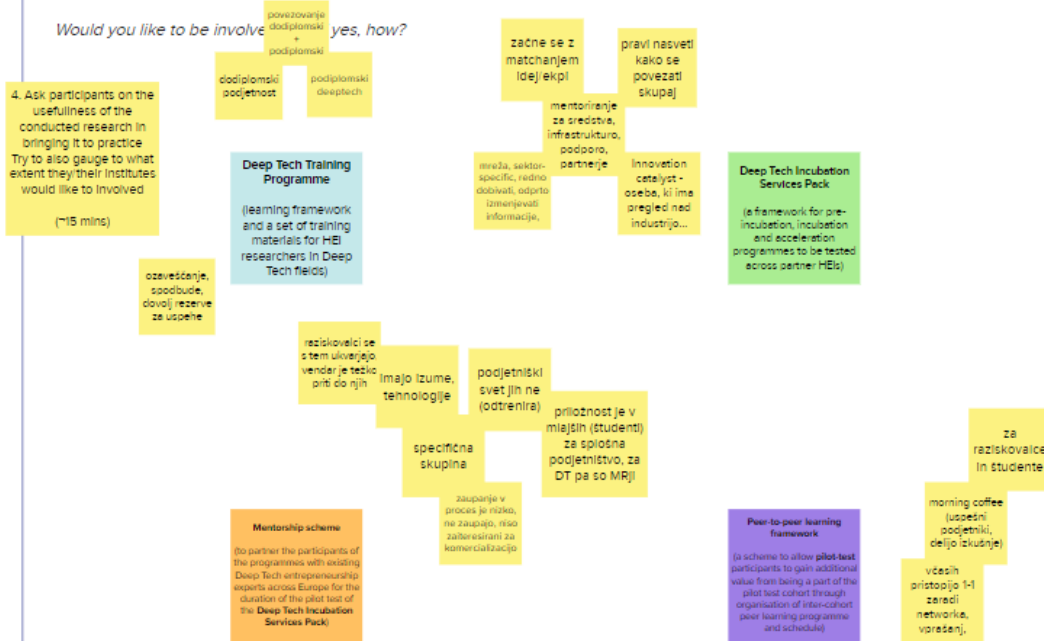 Would you like to be involve
yes, how?
povezovanje
dodiplomski
+
podiplomski
dodiplomski
podjetnost
podiplomski
deeptech
4. Ask participants on the
usefullness of the
conducted research in
bringing it to practice
Try to also gauge to what
extent they/their institutes
would like to involved
(~15 mins)
Deep Tech Training
Programme
(learning framework
and a set of training
materials for HEI
researchers in Deep
Tech fields)
začne se z
matchanjem
idej/ekpi
pravi nasveti
kako se
povezati
skupaj
mentoriranje
za sredstva,
infrastrukturo,
podporo,
partnerje
mreža, sektor-
specific, redno
dobivati, odprto
izmenjevati
informacije,
Innovation
catalyst -
oseba, ki ima
pregled nad
industrijo...
Deep Tech Incubation
Services Pack
(a framework for pre-
incubation, incubation
and acceleration
programmes to be tested
across partner HEIs)
ozaveščanje,
spodbude,
dovolj rezerve
za uspehe
raziskovalci se
s tem ukvarjajo,
vendar je težko
priti do njih
imajo izume,
tehnologije
podjetniški
svet jih ne
(odtrenira)
specifična
skupina
priložnost je v
mlajših (študenti)
za splošna
podjetništvo, za
DT pa so MRji
zaupanje v
proces je nizko,
ne zaupajo, niso
zaiteresirani za
komercializacijo
Mentorship scheme
(to partner the participants of
the programmes with existing
Deep Tech entrepreneurship
experts across Europe for the
duration of the pilot test of
the Deep Tech Incubation
Services Pack)
Peer-to-peer learning
framework
(a scheme to allow pilot-test
participants to gain additional
value from being a part of the
pilot test cohort through
organisation of inter-cohort
peer learning programme
and schedule)
za
raziskovalce
in študente
morning coffee
(uspešni
podjetniki,
delijo izkušnje)
včasih
pristopijo 1-1
zaradi
networka,
vprašanj,